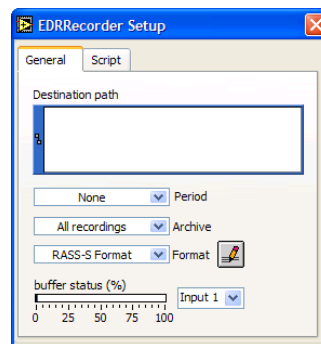 EDRRecorder Setup
General Script
Destination path
None Period
All recordings Archive
RASS-S Format Format
buffer status (%)
Input 1
0 25 50 75 100